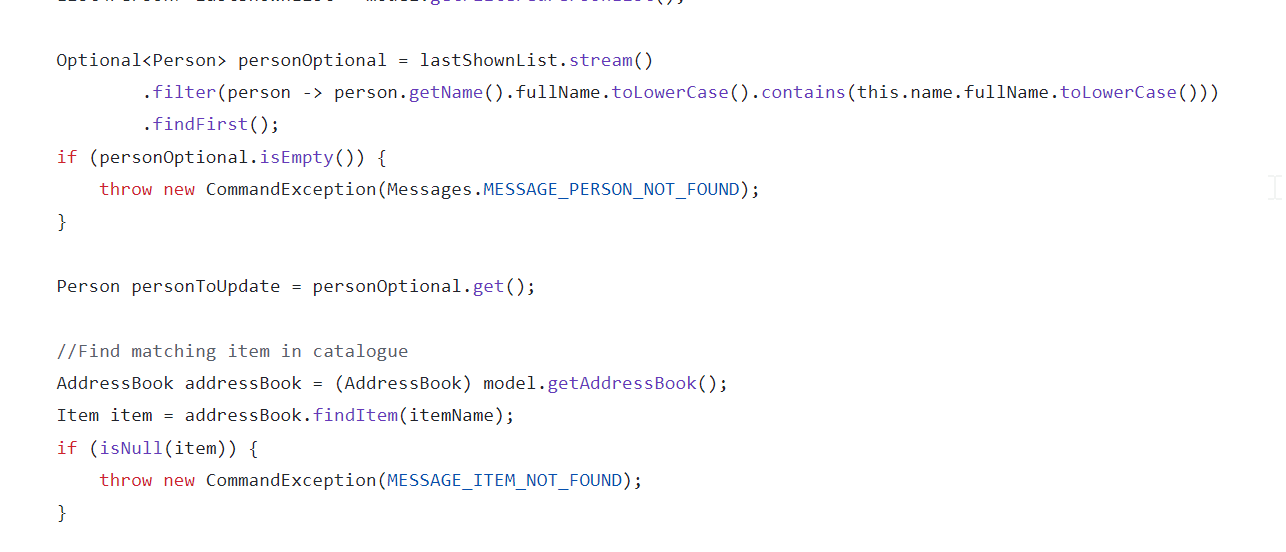 Optional<Person> personOptional = lastShownList.stream()
.filter(person -> person.getName().fullName.toLowerCase().contains(this.name.fullName.toLowerCase()))
.findFirst();
if (personOptional.isEmpty()) {
throw new CommandException(Messages.MESSAGE_PERSON_NOT_FOUND);
}
Person personToUpdate = personOptional.get();
//Find matching item in catalogue
AddressBook addressBook = (AddressBook) model.getAddressBook();
Item item = addressBook.findItem(itemName);
if (isNull(item)) {
throw new CommandException(MESSAGE_ITEM_NOT_FOUND);
}